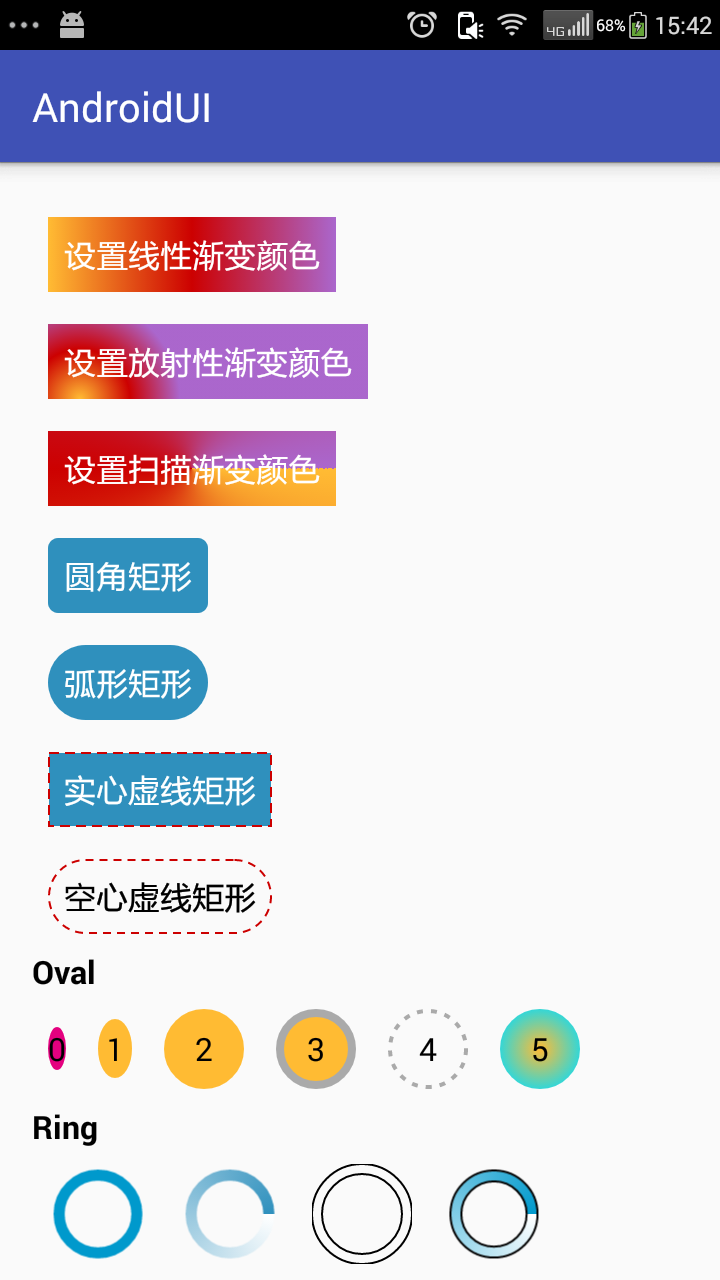 4G 68% 15:42
AndroidUI
设置线性渐变颜色
设置放射性渐变颜色
设置扫描渐变颜色
圆角矩形
弧形矩形
实心虚线矩形
空心虚线矩形
Oval
0 1 2 3 4 5
Ring